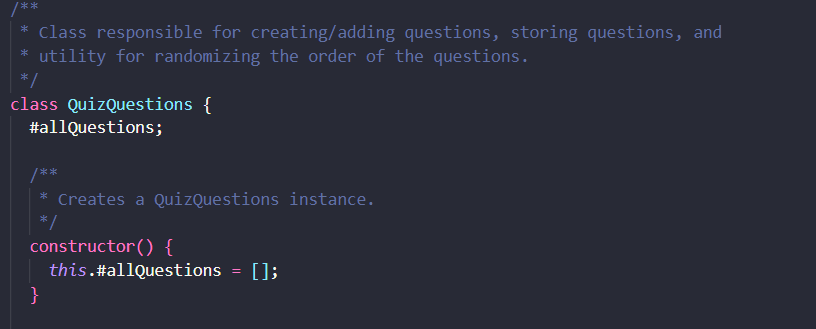 /**
 * Class responsible for creating/adding questions, storing questions, and
 * utility for randomizing the order of the questions.
 */
class QuizQuestions {
  #allQuestions;

  /**
   * Creates a QuizQuestions instance.
   */
  constructor() {
    this.#allQuestions = [];
  }